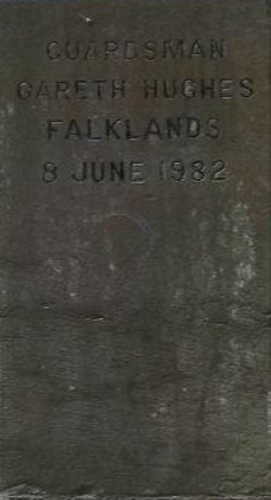 GUARDSMAN
GARETH HUGHES
FALKLANDS
8 JUNE 1982